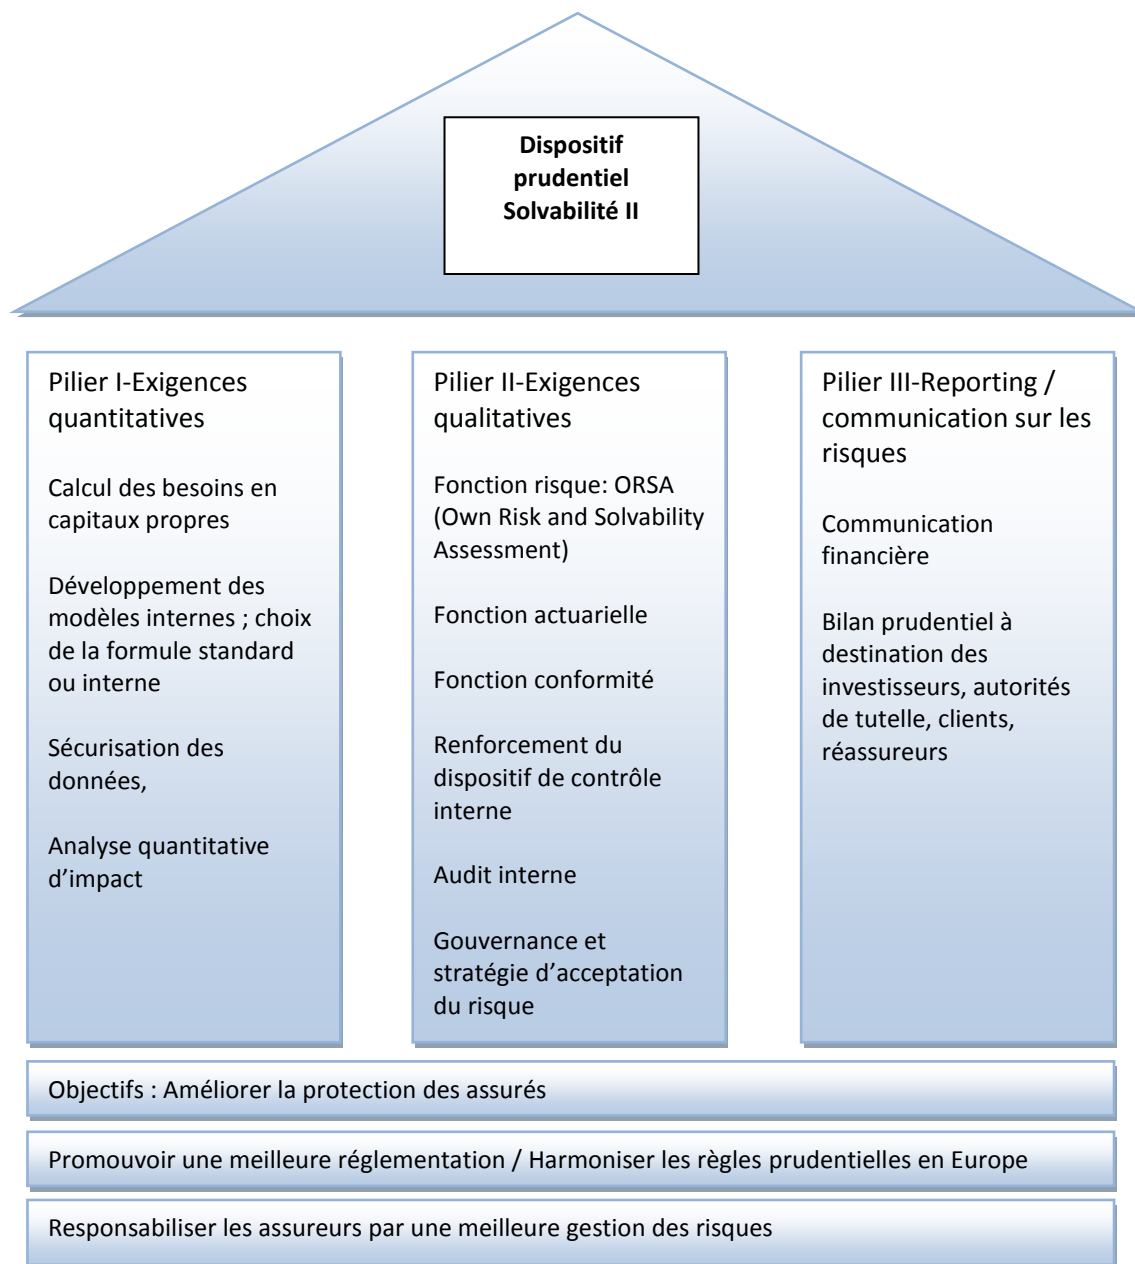 Dispositif
prudentiel
Solvabilité II
Pilier I-Exigences
quantitatives
Calcul des besoins en
capitaux propres
Développement des
modèles internes ; choix
de la formule standard
ou interne
Sécurisation des
données,
Analyse quantitative
d’impact
Pilier II-Exigences
qualitatives
Fonction risque: ORSA
(Own Risk and Solvability
Assessment)
Fonction actuarielle
Fonction conformité
Renforcement du
dispositif de contrôle
interne
Audit interne
Gouvernance et
stratégie d’acceptation
du risque
Pilier III-Reporting /
communication sur les
risques
Communication
financière
Bilan prudentiel à
destination des
investisseurs, autorités
de tutelle, clients,
réassureurs
Objectifs : Améliorer la protection des assurés
Promouvoir une meilleure réglementation / Harmoniser les règles prudentielles en Europe
Responsabiliser les assureurs par une meilleure gestion des risques